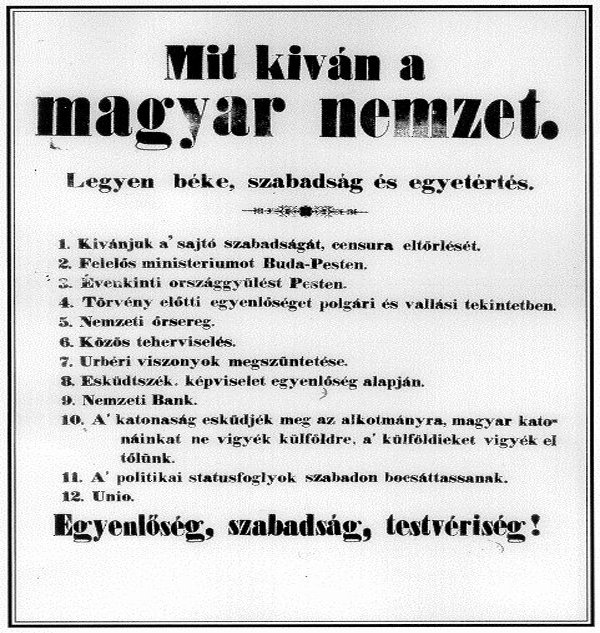 Mit kiván a
magyar nemzet.
Legyen béke, szabadság és egyetértés.
1. Kivánjuk a' sajtó szabadságát, censura eltörlését.
2. Felelős ministeriumot Buda-Pesten.
3. Évenkinti országgyülést Pesten.
4. Törvény előtti egyenlőséget polgári és vallási tekintetben.
5. Nemzeti őrsereg.
6. Közös teherviselés.
7. Urbéri viszonyok megszüntetése.
8. Esküdtszék. képviselet egyenlőség alapján.
9. Nemzeti Bank.
10. A' katonaság esküdjék meg az alkotmányra, magyar kato-
náinkat ne vigyék külföldre, a' külföldieket vigyék el
tőlünk.
11. A' politikai statusfoglyok szabadon bocsáttassanak.
12. Unio.
Egyenlőség, szabadság, testvériség!